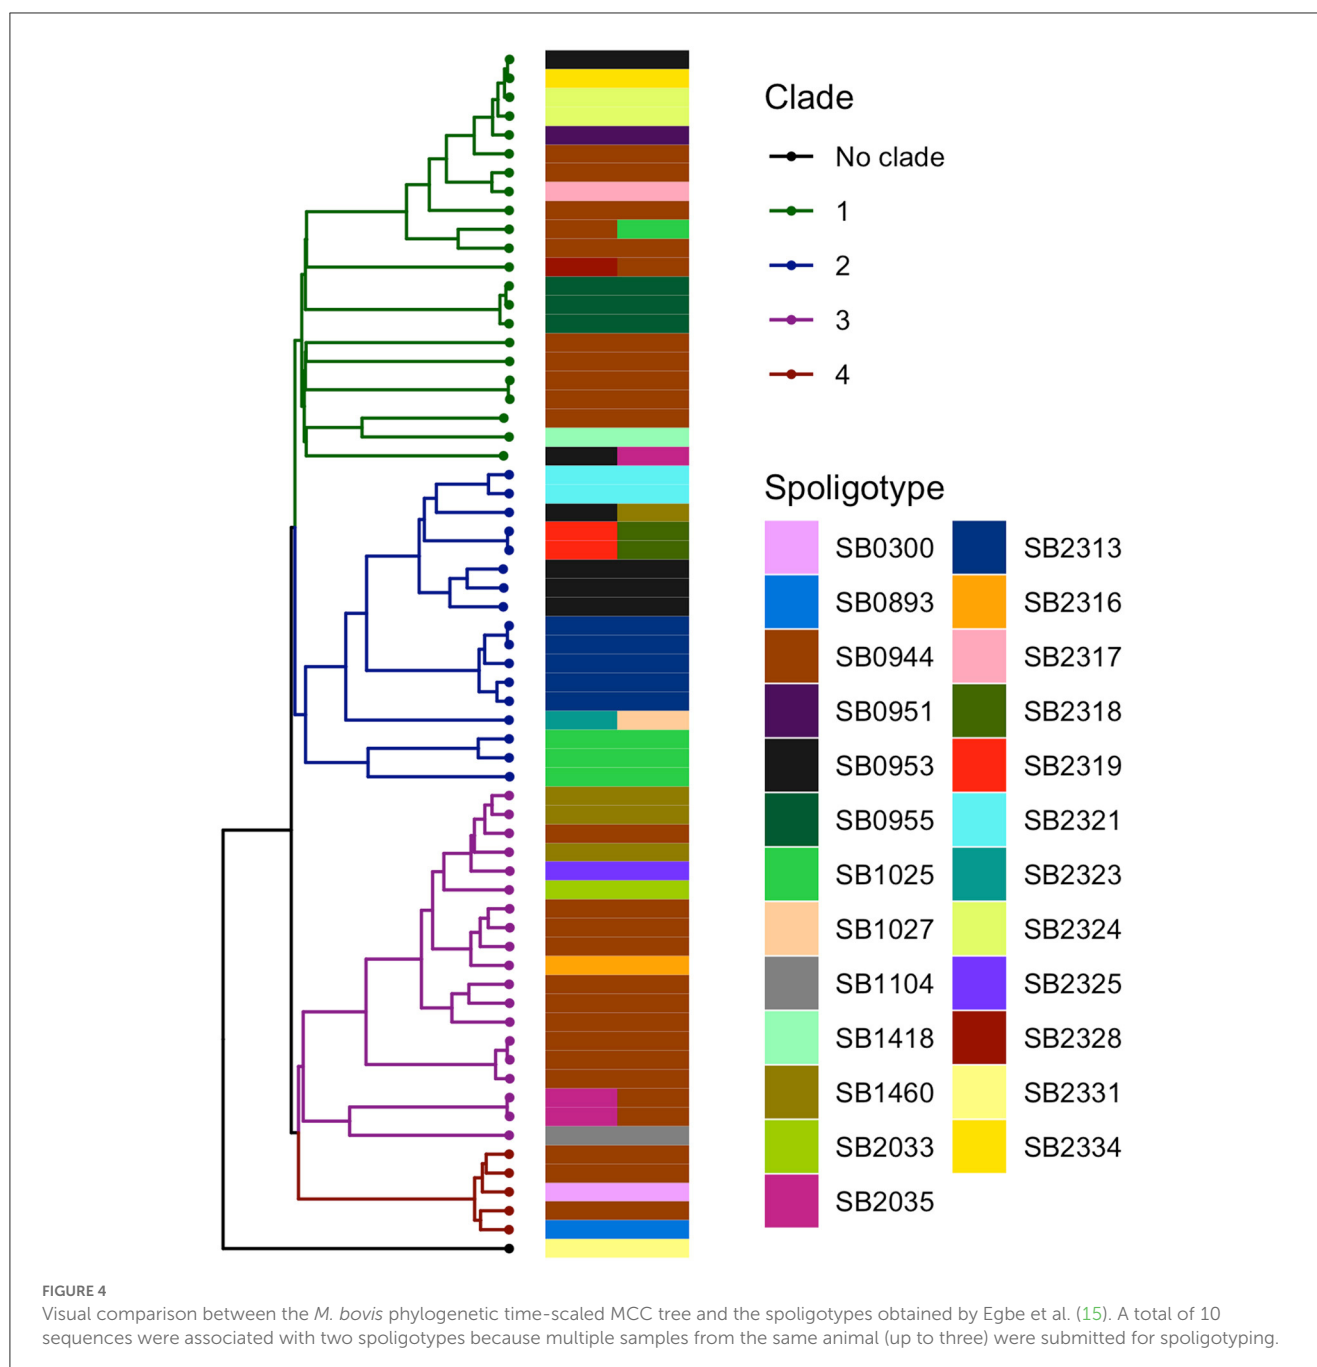 Clade
No clade
1
2
3
4
Spoligotype
SB0300 SB2313
SB0893 SB2316
SB0944 SB2317
SB0951 SB2318
SB0953 SB2319
SB0955 SB2321
SB1025 SB2323
SB1027 SB2324
SB1104 SB2325
SB1418 SB2328
SB1460 SB2331
SB2033 SB2334
SB2035
FIGURE 4
Visual comparison between the M. bovis phylogenetic time-scaled MCC tree and the spoligotypes obtained by Egbe et al. (15). A total of 10
sequences were associated with two spoligotypes because multiple samples from the same animal (up to three) were submitted for spoligotyping.